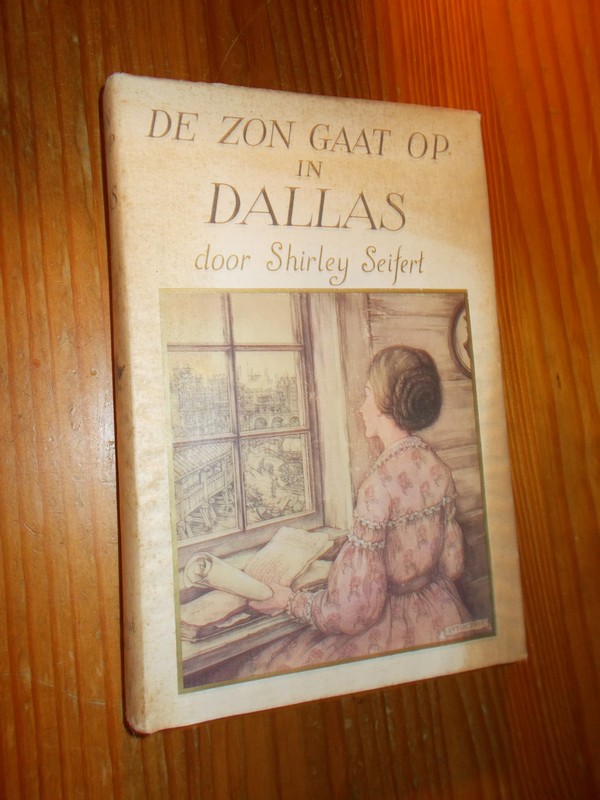 DE ZON GAAT OP
IN
DALLAS
door Shirley Seifert